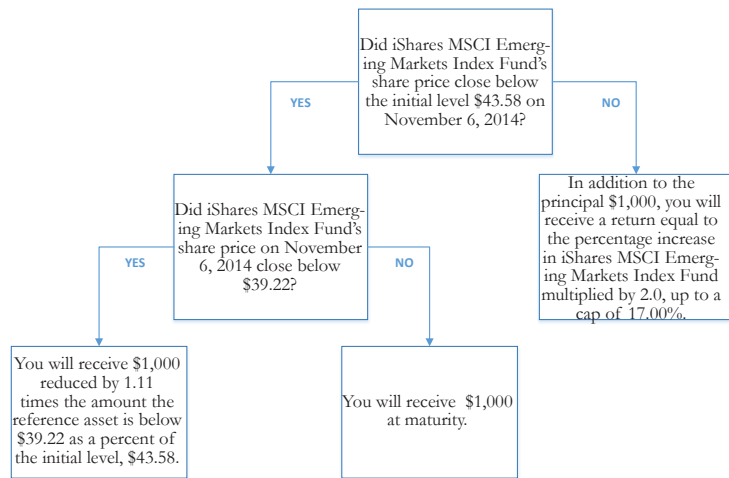 Did iShares MSCI Emerg-
ing Markets Index Fund's
share price close below
the initial level $43.58 on
November 6, 2014?
YES
NO
Did iShares MSCI Emerg-
ing Markets Index Fund's
share price on November
6, 2014 close below
$39.22?
In addition to the
principal $1,000, you will
receive a return equal to
the percentage increase
in iShares MSCI Emerg-
ing Markets Index Fund
multiplied by 2.0, up to a
cap of 17.00%.
YES
NO
You will receive $1,000
reduced by 1.11
times the amount the
reference asset is below
$39.22 as a percent of
the initial level, $43.58.
You will receive $1,000
at maturity.